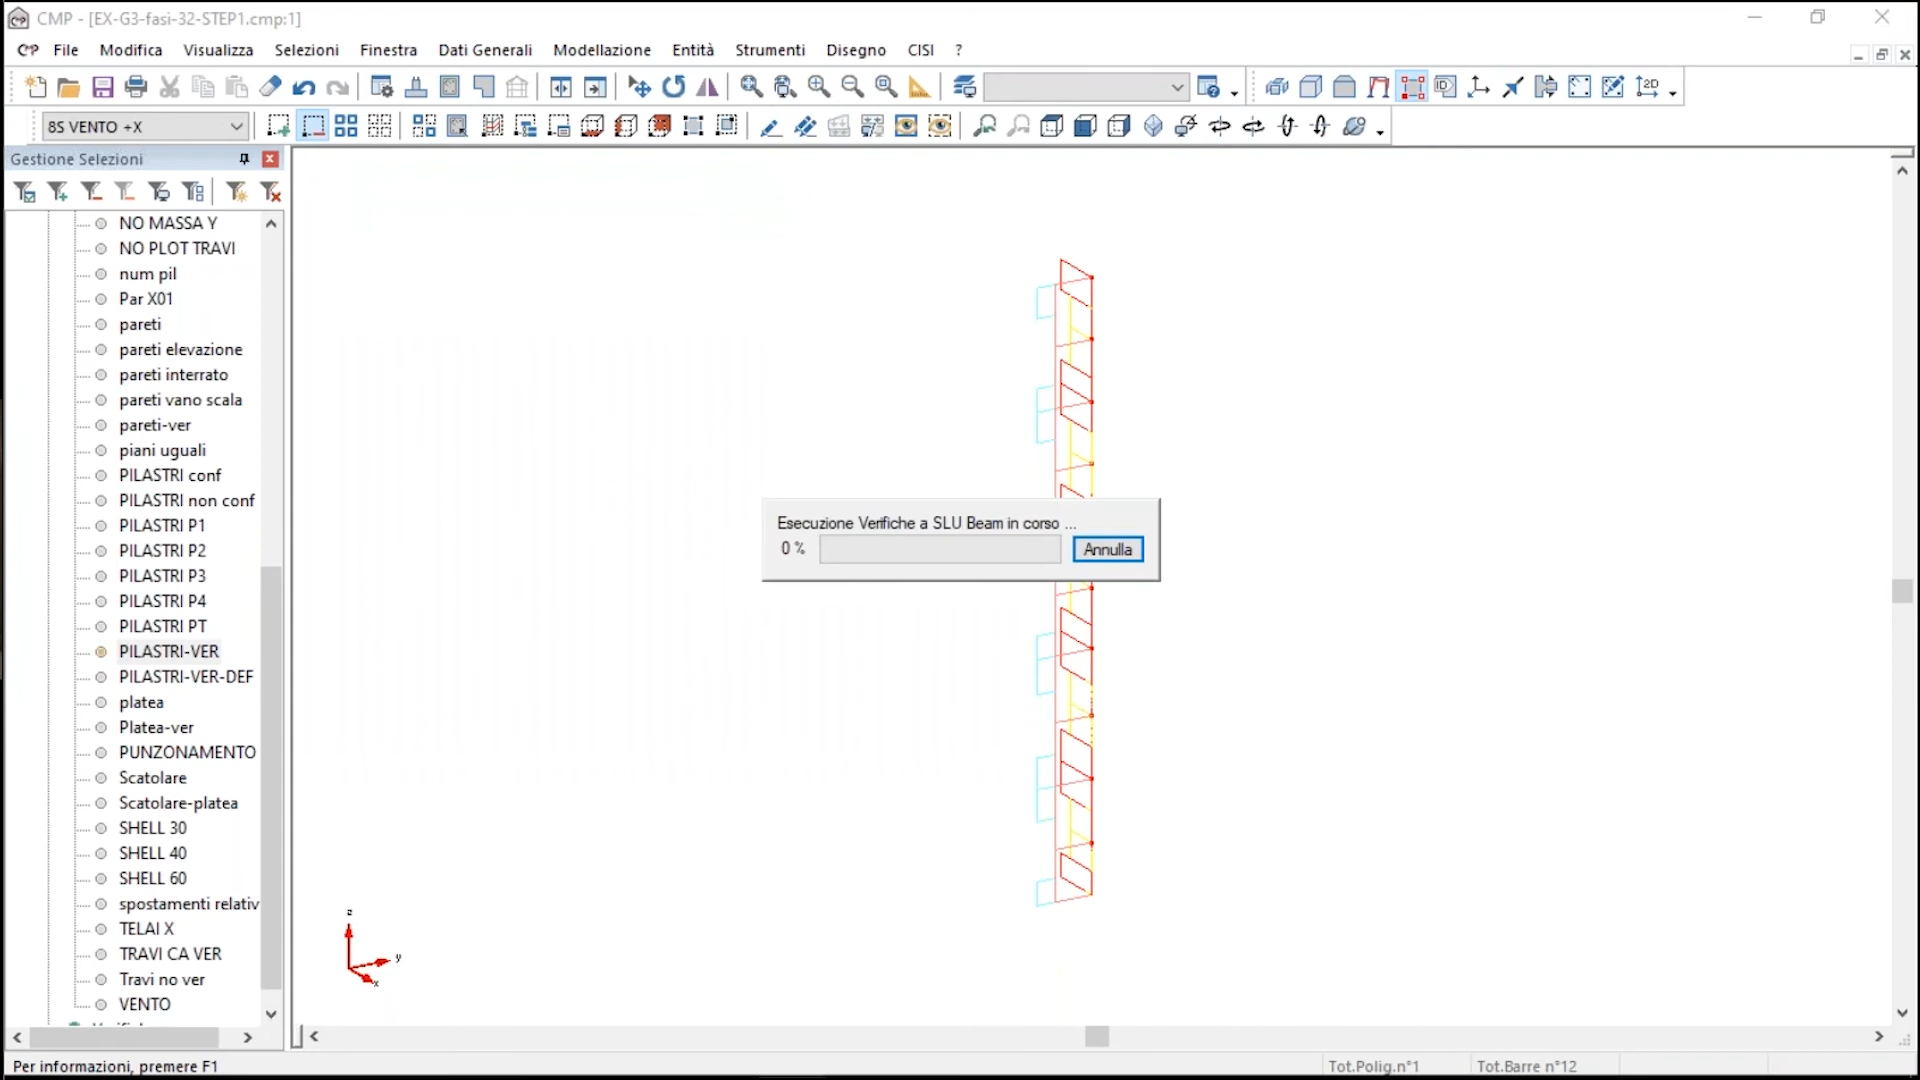 CMP - [EX-G3-fasi-32-STEP1.cmp:1]
File Modifica Visualizza Selezioni Finestra Dati Generali Modellazione Entità Strumenti Disegno CISI ?
8S VENTO +X
Gestione Selezioni
NO MASSA Y
NO PLOT TRAVI
num pil
Par X01
pareti
pareti elevazione
pareti interrato
pareti vano scala
pareti-ver
piani uguali
PILASTRI conf
PILASTRI non conf
PILASTRI P1
PILASTRI P2
PILASTRI P3
PILASTRI P4
PILASTRI PT
PILASTRI-VER
PILASTRI-VER-DEF
platea
Platea-ver
PUNZONAMENTO
Scatolare
Scatolare-platea
SHELL 30
SHELL 40
SHELL 60
spostamenti relativ
TELAI X
TRAVI CA VER
Travi no ver
VENTO
Esecuzione Verifiche a SLU Beam in corso ...
0 %
Annulla
z
y
x
Per informazioni, premere F1
Tot.Polig.n°1
Tot.Barre n°12